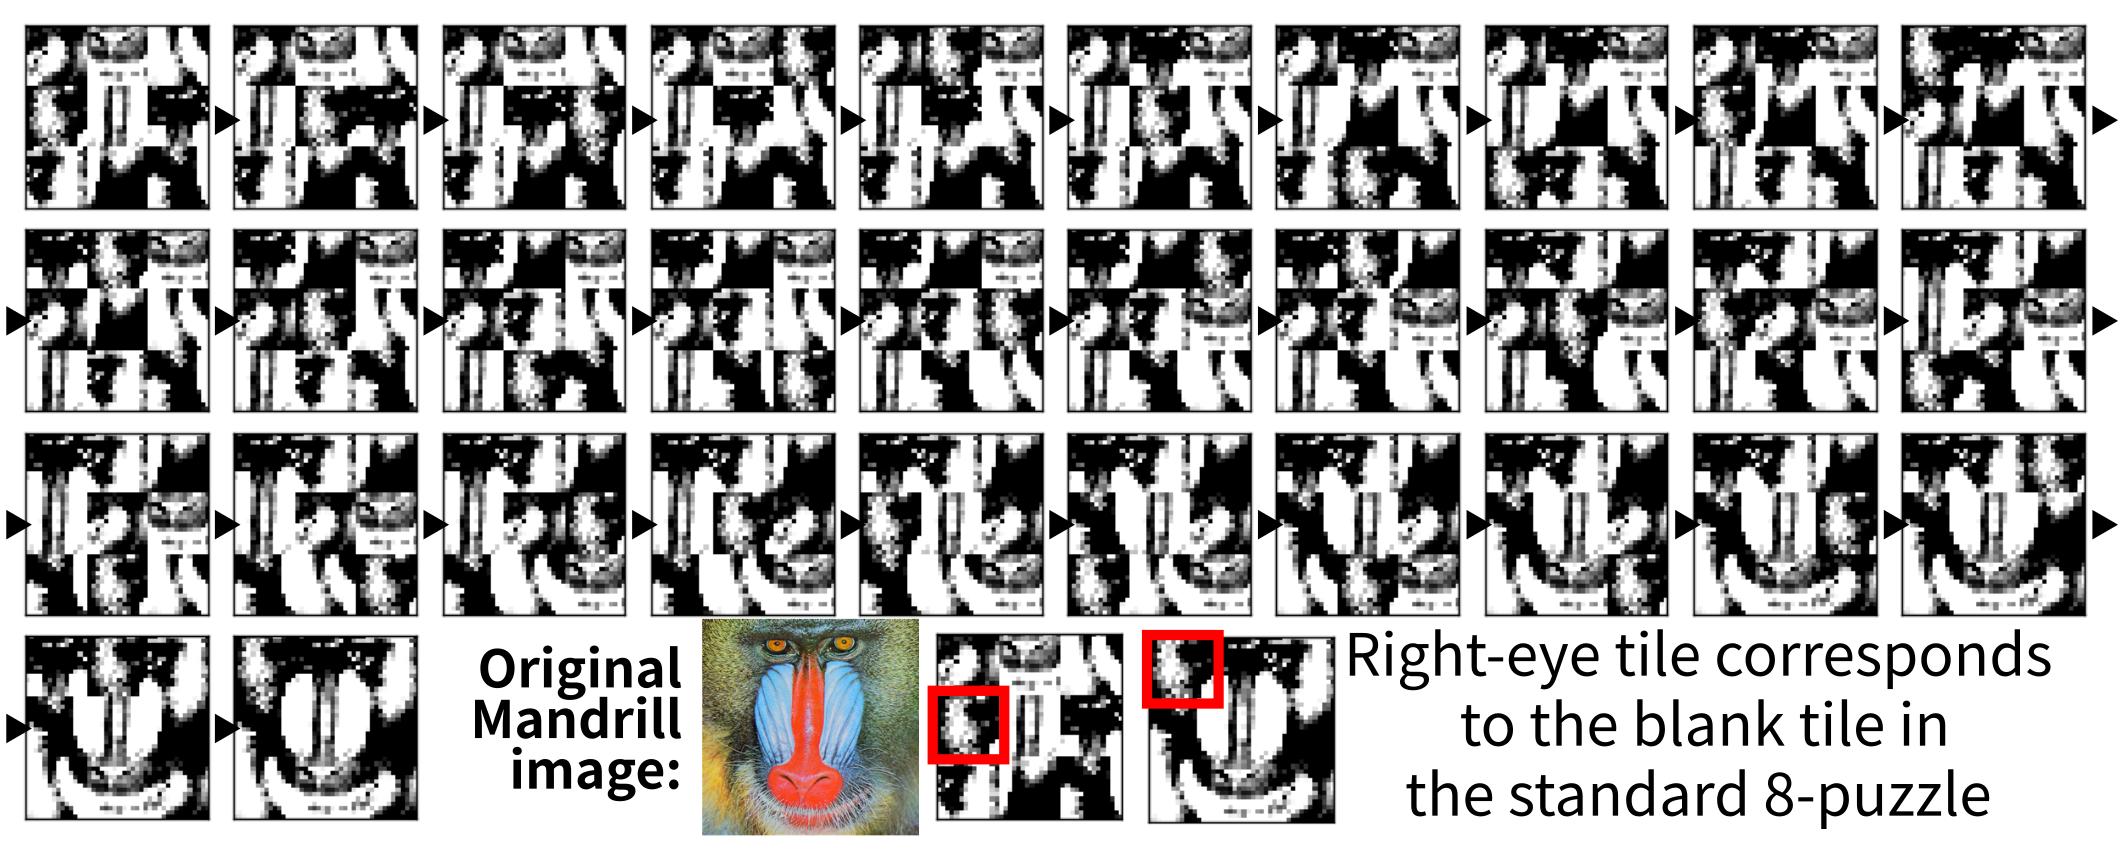 Original
Mandrill
image:
Right-eye tile corresponds
to the blank tile in
the standard 8-puzzle